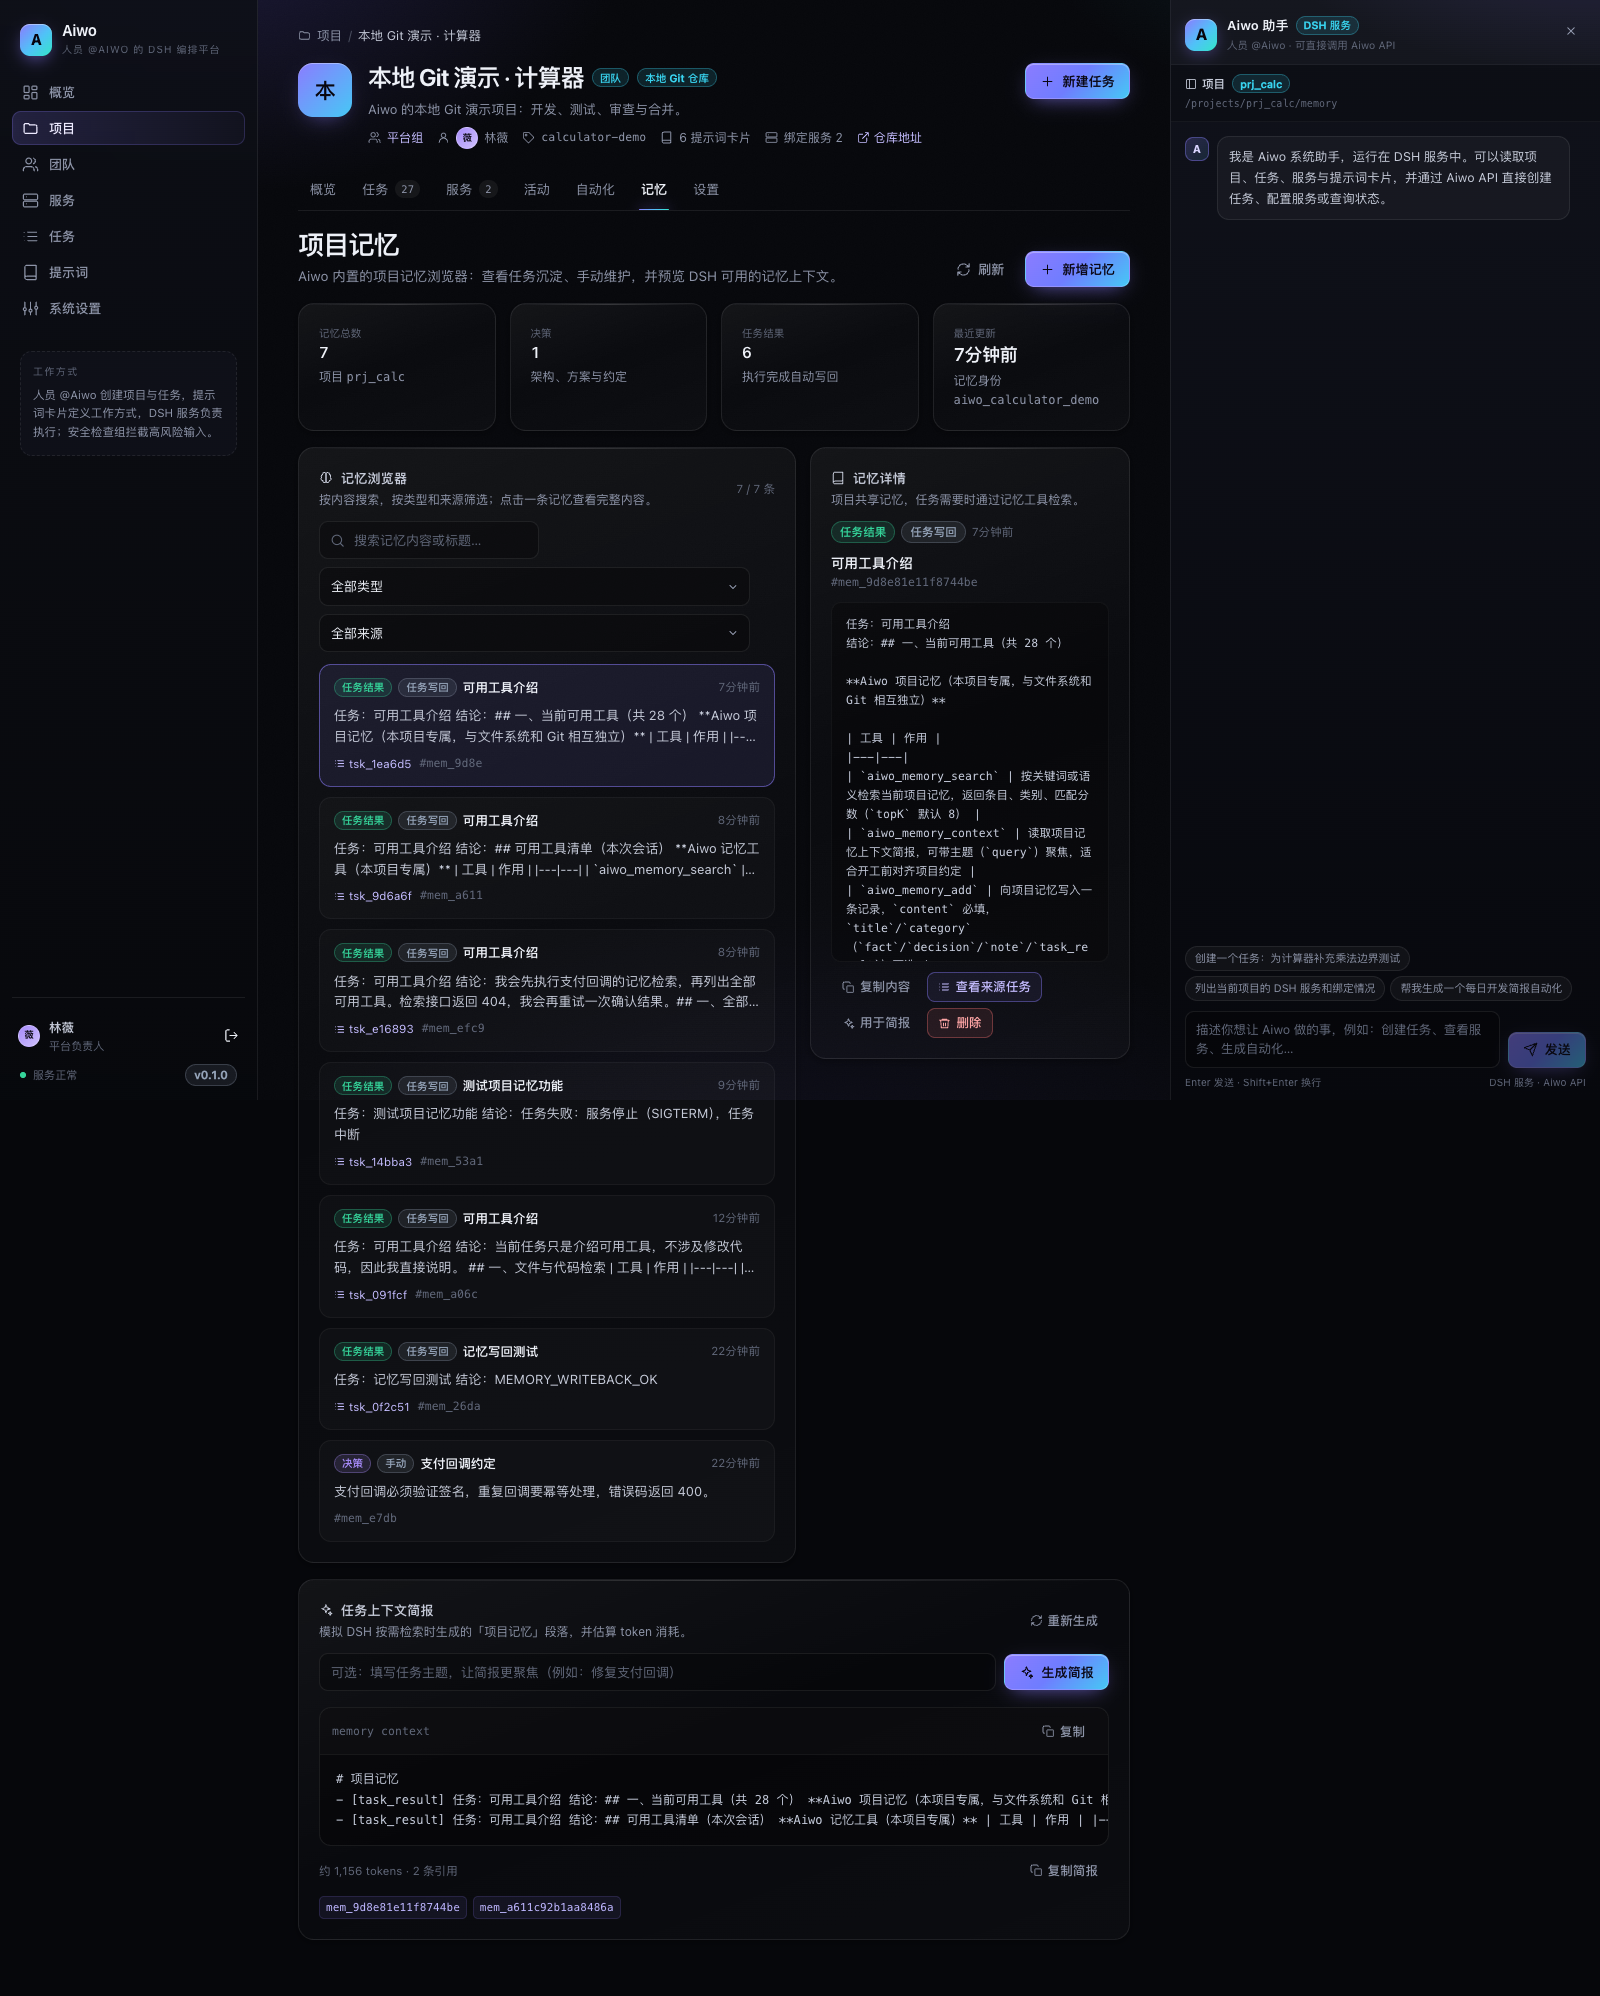 A
Aiwo
人员 @AIWO 的 DSH 编排平台
概览
项目
团队
服务
任务
提示词
系统设置
工作方式
人员 @Aiwo 创建项目与任务，提示
词卡片定义工作方式，DSH 服务负责
执行；安全检查组拦截高风险输入。
薇
林薇
平台负责人
服务正常
v0.1.0
项目 / 本地 Git 演示 · 计算器
本
本地 Git 演示 · 计算器
团队
本地 Git 仓库
Aiwo 的本地 Git 演示项目：开发、测试、审查与合并。
平台组
薇
林薇
calculator-demo
6 提示词卡片
绑定服务 2
仓库地址
新建任务
概览
任务 27
服务 2
活动
自动化
记忆
设置
项目记忆
Aiwo 内置的项目记忆浏览器：查看任务沉淀、手动维护，并预览 DSH 可用的记忆上下文。
刷新
新增记忆
记忆总数
7
项目 prj_calc
决策
1
架构、方案与约定
任务结果
6
执行完成自动写回
最近更新
7分钟前
记忆身份
aiwo_calculator_demo
记忆浏览器
按内容搜索，按类型和来源筛选；点击一条记忆查看完整内容。
7 / 7 条
搜索记忆内容或标题…
全部类型
全部来源
任务结果 任务写回 可用工具介绍 7分钟前
任务：可用工具介绍 结论：## 一、当前可用工具（共 28 个） **Aiwo 项
目记忆（本项目专属，与文件系统和 Git 相互独立）** | 工具 | 作用 | |--…
tsk_1ea6d5 #mem_9d8e
任务结果 任务写回 可用工具介绍 8分钟前
任务：可用工具介绍 结论：## 可用工具清单（本次会话） **Aiwo 记忆工
具（本项目专属）** | 工具 | 作用 | |---|---| | `aiwo_memory_search` |…
tsk_9d6a6f #mem_a611
任务结果 任务写回 可用工具介绍 8分钟前
任务：可用工具介绍 结论：我会先执行支付回调的记忆检索，再列出全部
可用工具。检索接口返回 404，我会再重试一次确认结果。## 一、全部…
tsk_e16893 #mem_efc9
任务结果 任务写回 测试项目记忆功能 9分钟前
任务：测试项目记忆功能 结论：任务失败：服务停止（SIGTERM），任务
中断
tsk_14bba3 #mem_53a1
任务结果 任务写回 可用工具介绍 12分钟前
任务：可用工具介绍 结论：当前任务只是介绍可用工具，不涉及修改代
码，因此我直接说明。 ## 一、文件与代码检索 | 工具 | 作用 | |---|---| |…
tsk_091fcf #mem_a06c
任务结果 任务写回 记忆写回测试 22分钟前
任务：记忆写回测试 结论：MEMORY_WRITEBACK_OK
tsk_0f2c51 #mem_26da
决策 手动 支付回调约定 22分钟前
支付回调必须验证签名，重复回调要幂等处理，错误码返回 400。
#mem_e7db
记忆详情
项目共享记忆，任务需要时通过记忆工具检索。
任务结果 任务写回 7分钟前
可用工具介绍
#mem_9d8e81e11f8744be
任务：可用工具介绍
结论：## 一、当前可用工具（共 28 个）
**Aiwo 项目记忆（本项目专属，与文件系统和
Git 相互独立）**
| 工具 | 作用 |
|---|---|
| `aiwo_memory_search` | 按关键词或语
义检索当前项目记忆，返回条目、类别、匹配分
数（`topK` 默认 8） |
| `aiwo_memory_context` | 读取项目记
忆上下文简报，可带主题（`query`）聚焦，适
合开工前对齐项目约定 |
| `aiwo_memory_add` | 向项目记忆写入一
条记录，`content` 必填，
`title`/`category`
（`fact`/`decision`/`note`/`task_re
复制内容
查看来源任务
用于简报
删除
任务上下文简报
模拟 DSH 按需检索时生成的「项目记忆」段落，并估算 token 消耗。
重新生成
可选：填写任务主题，让简报更聚焦（例如：修复支付回调）
生成简报
memory context
复制
# 项目记忆
- [task_result] 任务：可用工具介绍 结论：## 一、当前可用工具（共 28 个） **Aiwo 项目记忆（本项目专属，与文件系统和 Git 相
- [task_result] 任务：可用工具介绍 结论：## 可用工具清单（本次会话） **Aiwo 记忆工具（本项目专属）** | 工具 | 作用 | |--
约 1,156 tokens · 2 条引用
复制简报
mem_9d8e81e11f8744be
mem_a611c92b1aa8486a
A
Aiwo 助手
DSH 服务
人员 @Aiwo · 可直接调用 Aiwo API
项目 prj_calc
/projects/prj_calc/memory
A
我是 Aiwo 系统助手，运行在 DSH 服务中。可以读取项
目、任务、服务与提示词卡片，并通过 Aiwo API 直接创建
任务、配置服务或查询状态。
创建一个任务：为计算器补充乘法边界测试
列出当前项目的 DSH 服务和绑定情况
帮我生成一个每日开发简报自动化
描述你想让 Aiwo 做的事，例如：创建任务、查看服
务、生成自动化…
发送
Enter 发送 · Shift+Enter 换行
DSH 服务 · Aiwo API